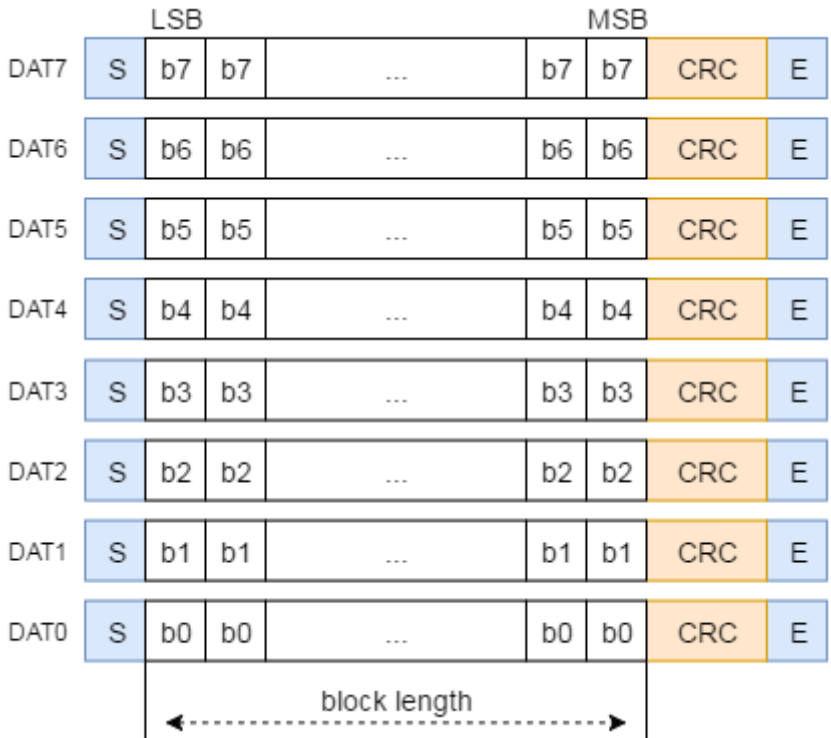 LSB MSB
DAT7 S b7 b7 ... b7 b7 CRC E
DAT6 S b6 b6 ... b6 b6 CRC E
DAT5 S b5 b5 ... b5 b5 CRC E
DAT4 S b4 b4 ... b4 b4 CRC E
DAT3 S b3 b3 ... b3 b3 CRC E
DAT2 S b2 b2 ... b2 b2 CRC E
DAT1 S b1 b1 ... b1 b1 CRC E
DAT0 S b0 b0 ... b0 b0 CRC E
block length